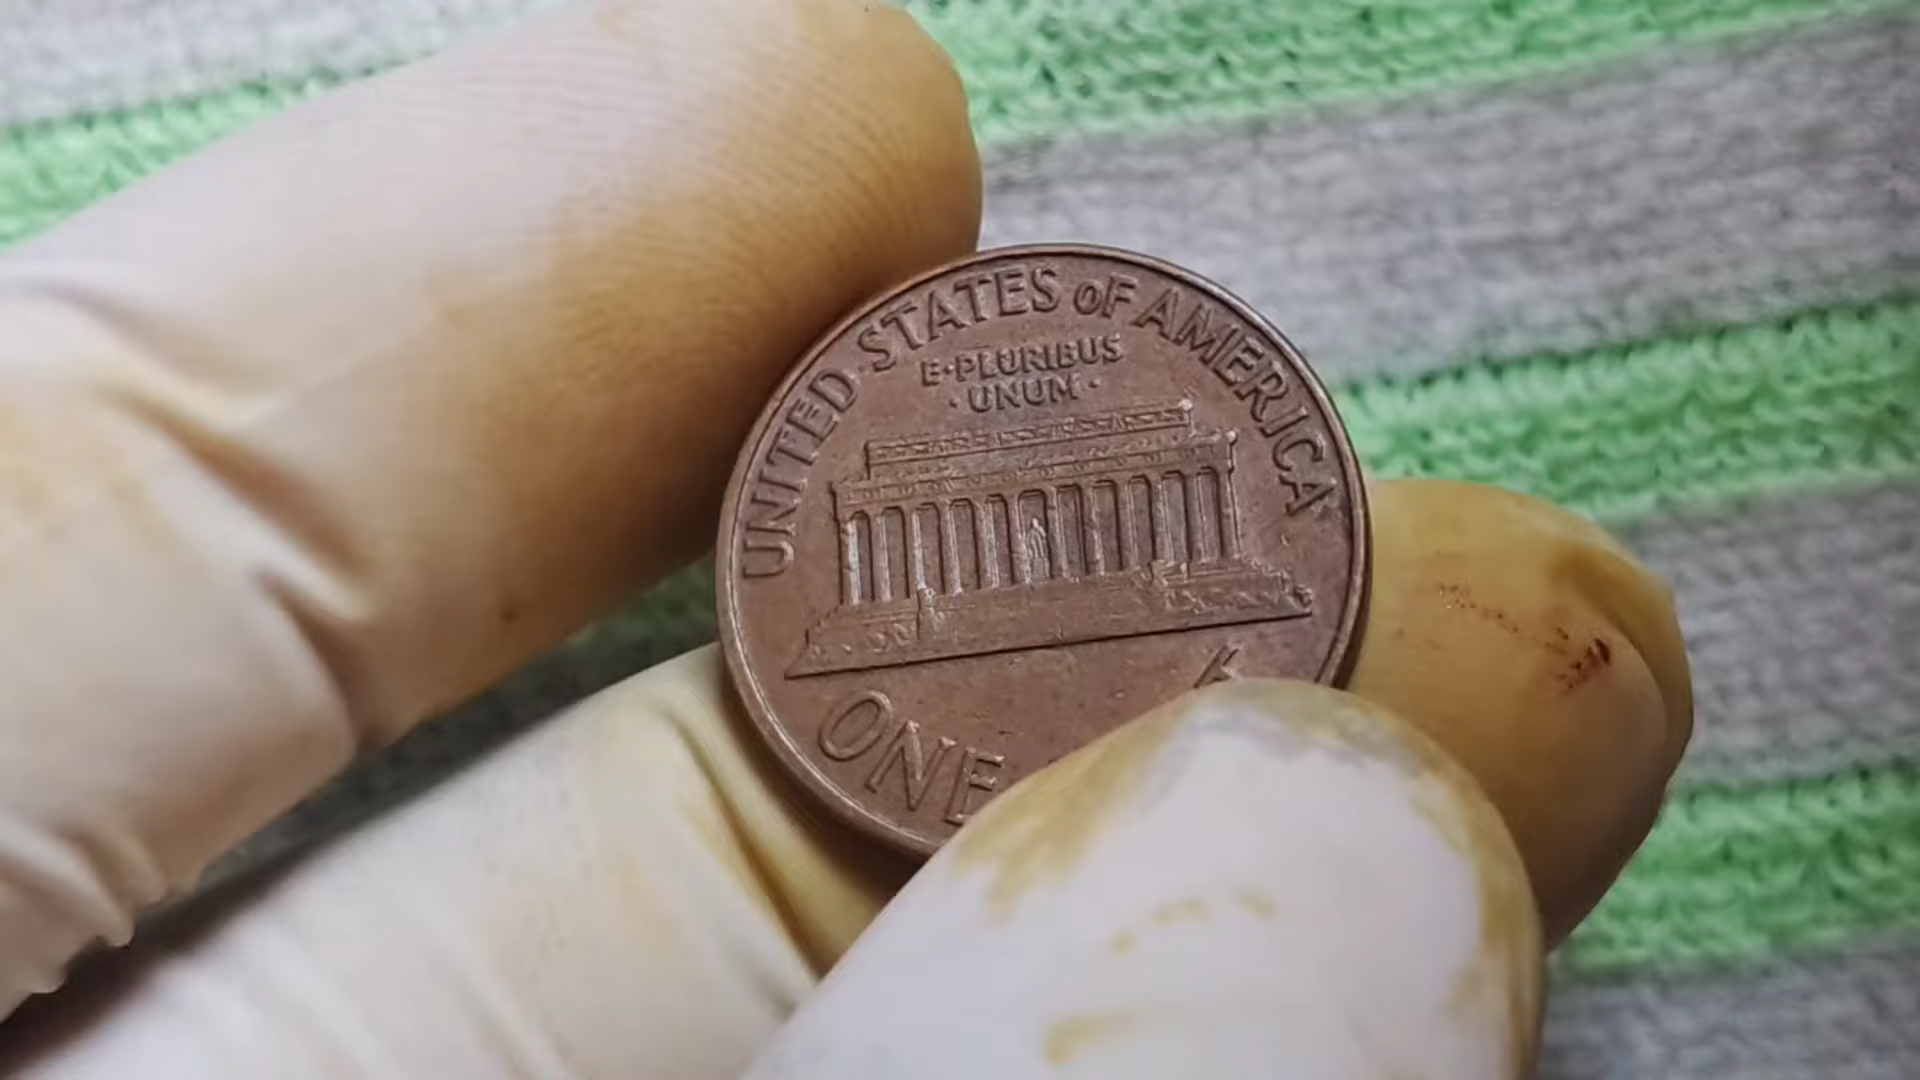 UNITED STATES OF AMERICA
E·PLURIBUS
·UNUM·
ONE